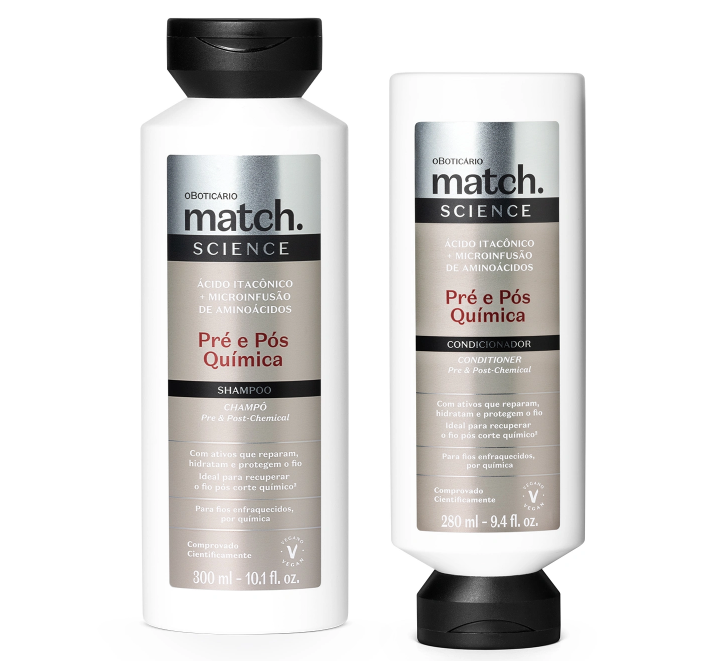 oBOTICÁRIO
match.
SCIENCE
ÁCIDO ITACÔNICO
+ MICROINFUSÃO
DE AMINOÁCIDOS
Pré e Pós
Química
SHAMPOO
CHAMPÔ
Pre & Post-Chemical
Com ativos que reparam,
hidratam e protegem o fio
Ideal para recuperar
o fio pós corte químico²
Para fios enfraquecidos,
por química
Comprovado
Cientificamente
VEGANO
V
VEGAN
300 ml - 10.1 fl. oz.
oBOTICÁRIO
match.
SCIENCE
ÁCIDO ITACÔNICO
+ MICROINFUSÃO
DE AMINOÁCIDOS
Pré e Pós
Química
CONDICIONADOR
CONDITIONER
Pre & Post-Chemical
Com ativos que reparam,
hidratam e protegem o fio
Ideal para recuperar
o fio pós corte químico²
Para fios enfraquecidos,
por química
Comprovado
Cientificamente
VEGANO
V
VEGAN
280 ml - 9.4 fl. oz.